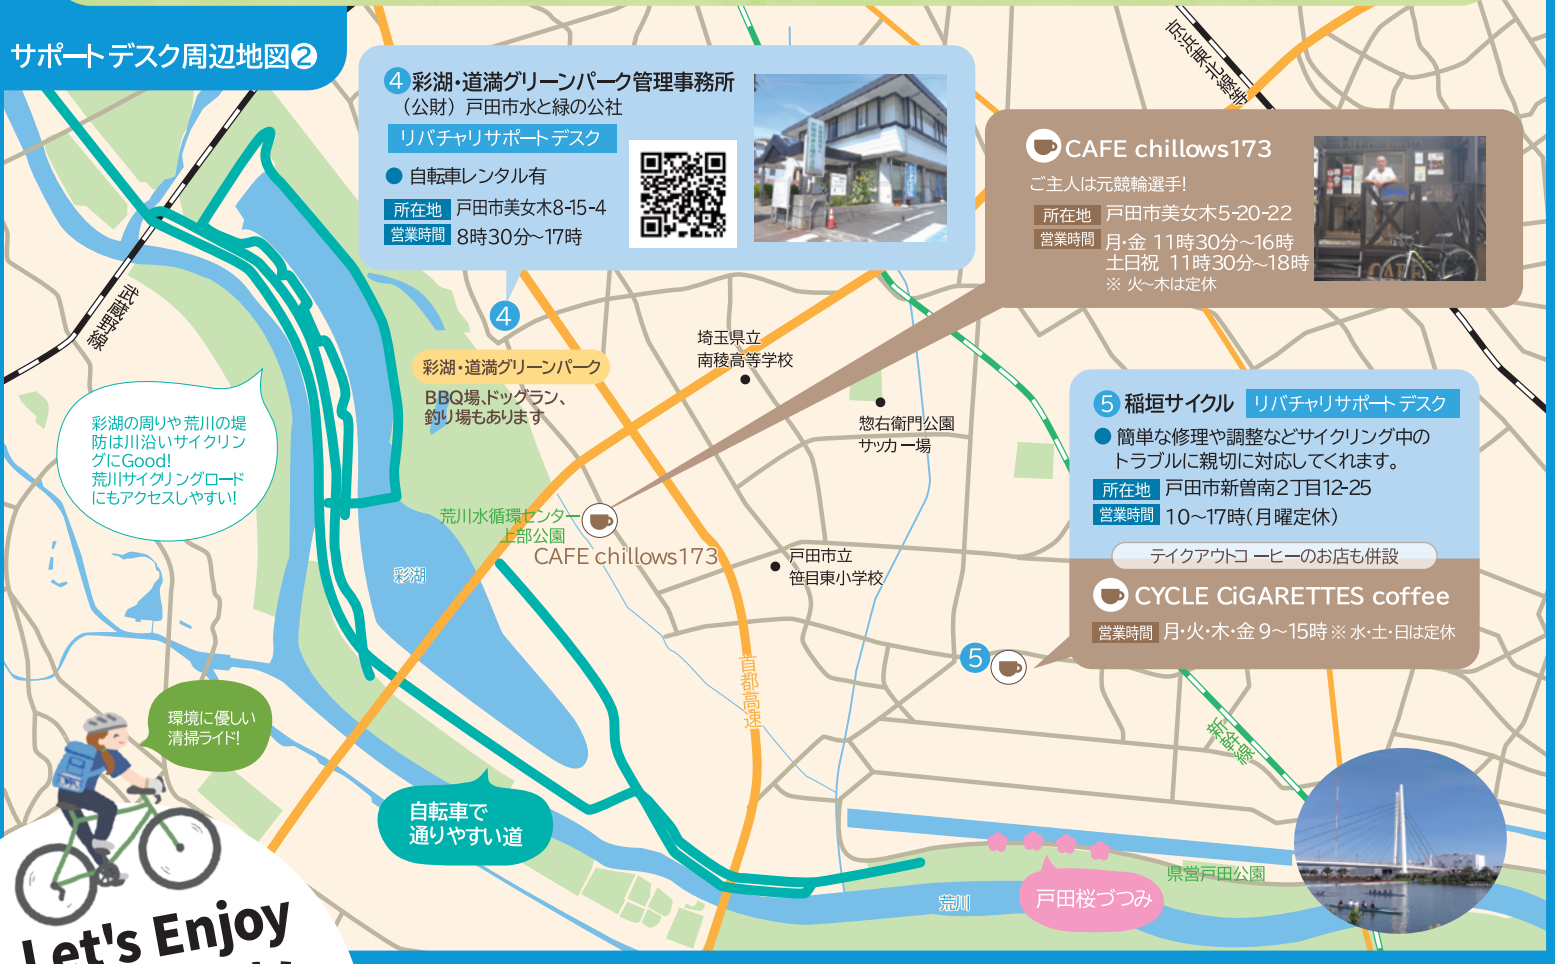 サポートデスク周辺地図❷
④彩湖・道満グリーンパーク管理事務所
（公財）戸田市水と緑の公社
リバチャリサポートデスク
● 自転車レンタル有
所在地 戸田市美女木8-15-4
営業時間 8時30分～17時
京浜東北線等
CAFE chillows173
ご主人は元競輪選手!
所在地 戸田市美女木5-20-22
営業時間 月・金 11時30分～16時
土日祝 11時30分～18時
※ 火～木は定休
CAFE
武蔵野線
④
彩湖・道満グリーンパーク
BBQ場、ドッグラン、
釣り場もあります
埼玉県立
南稜高等学校
惣右衛門公園
サッカー場
⑤ 稲垣サイクル リバチャリサポートデスク
● 簡単な修理や調整などサイクリング中の
トラブルに親切に対応してくれます。
所在地 戸田市新曽南2丁目12-25
営業時間 10～17時（月曜定休）
テイクアウトコーヒーのお店も併設
CYCLE CiGARETTES coffee
営業時間 月・火・木・金 9～15時 ※ 水・土・日は定休
彩湖の周りや荒川の堤
防は川沿いサイクリン
グにGood!
荒川サイクリングロード
にもアクセスしやすい!
荒川水循環センター
上部公園
CAFE chillows173
彩湖
戸田市立
笹目東小学校
⑤
首都高速
新幹線
環境に優しい
清掃ライド!
自転車で
通りやすい道
県営戸田公園
戸田桜づつみ
荒川
Let's Enjoy